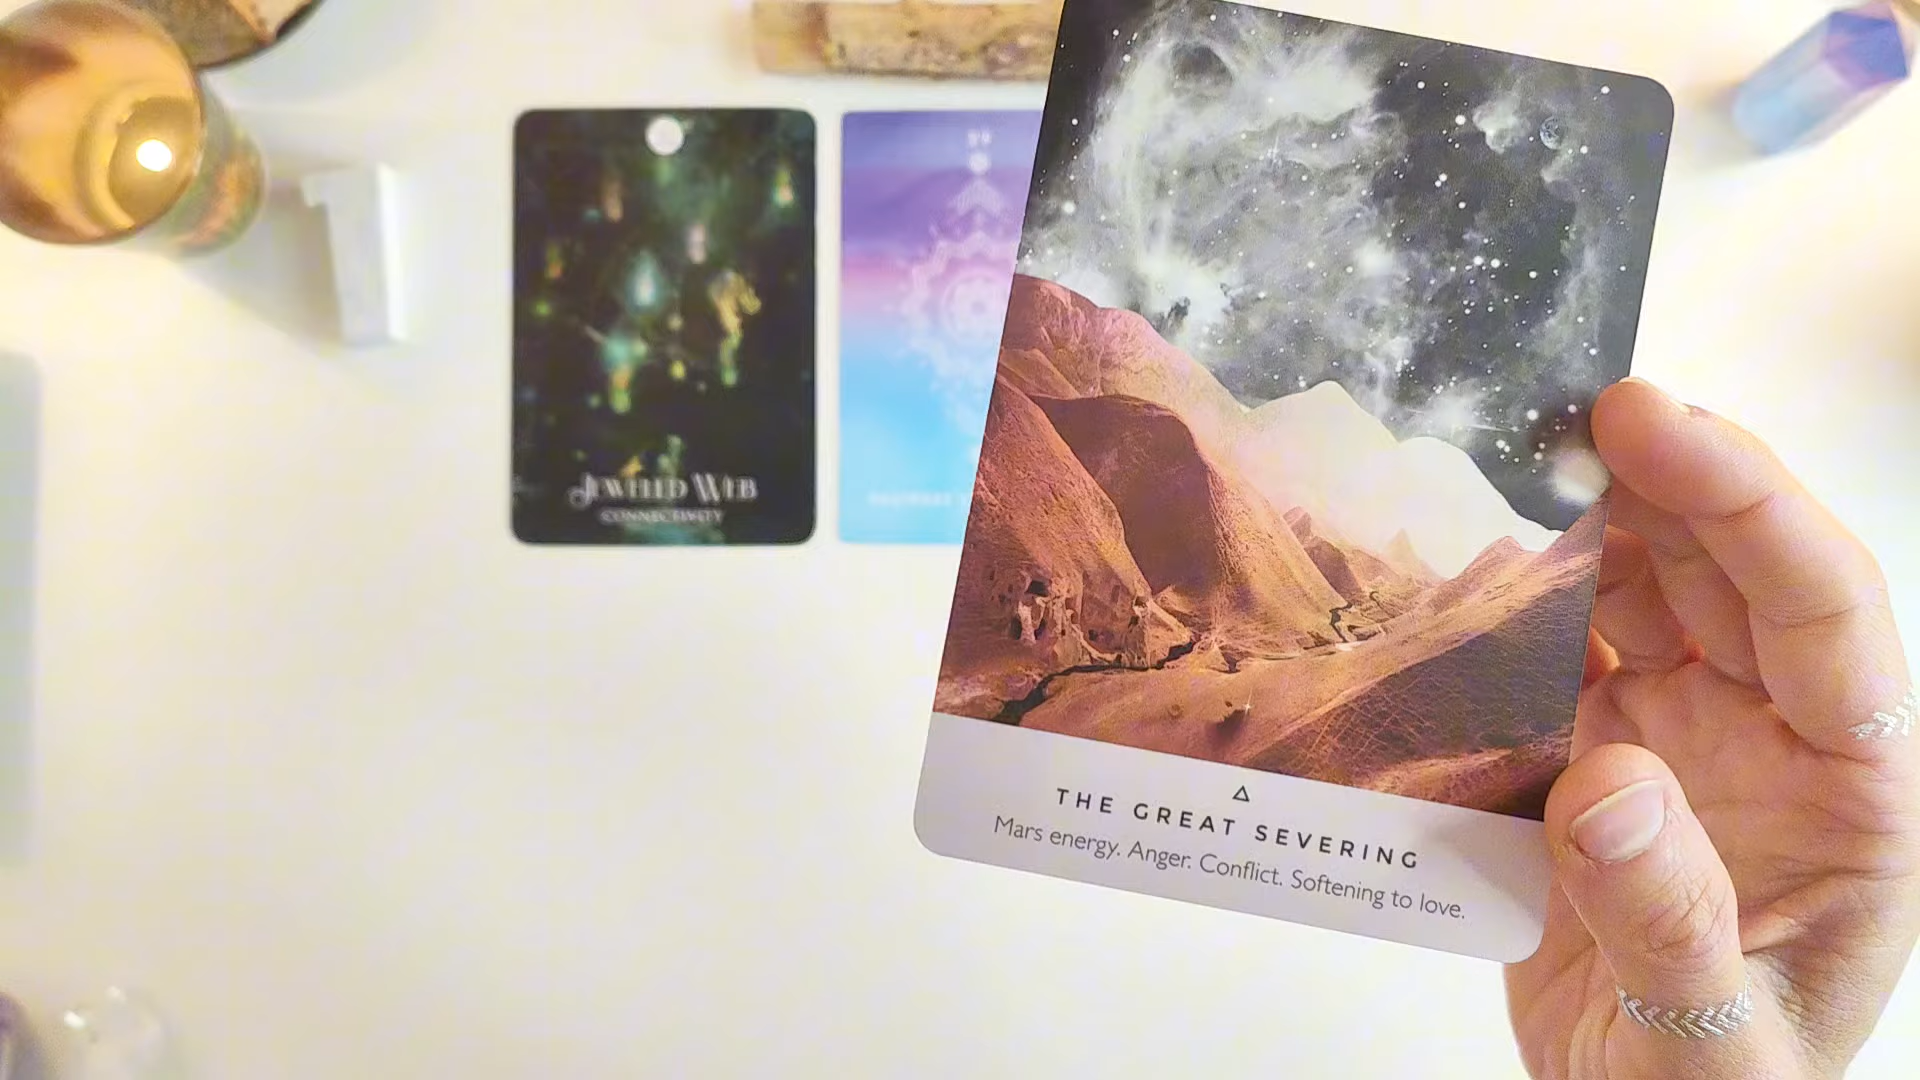 JEWELED WEB
CONNECTIVITY
THE GREAT SEVERING
Mars energy. Anger. Conflict. Softening to love.